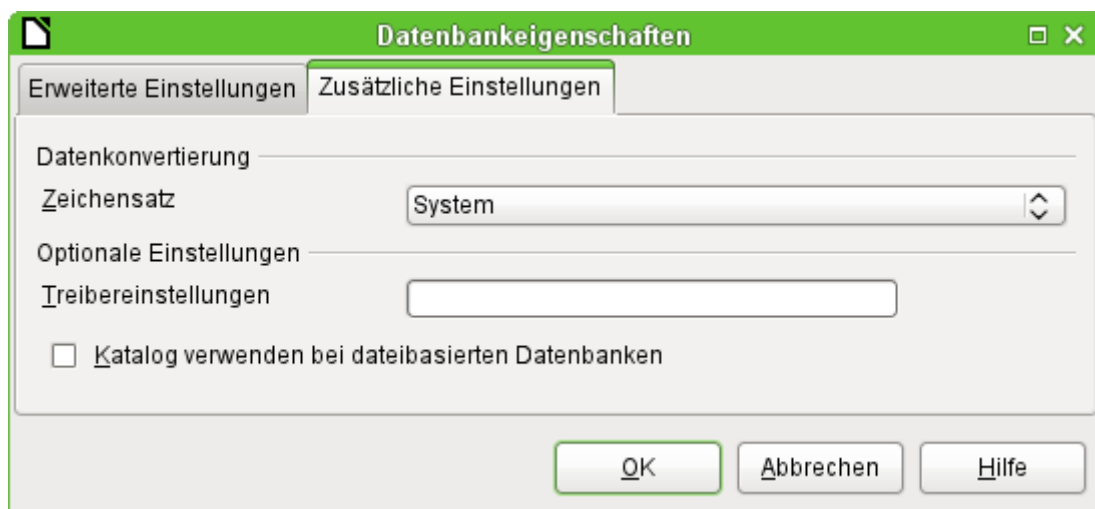 Datenbankeigenschaften
Erweiterte Einstellungen Zusätzliche Einstellungen
Datenkonvertierung
Zeichensatz System
Optionale Einstellungen
Treibereinstellungen
Katalog verwenden bei dateibasierten Datenbanken
OK Abbrechen Hilfe